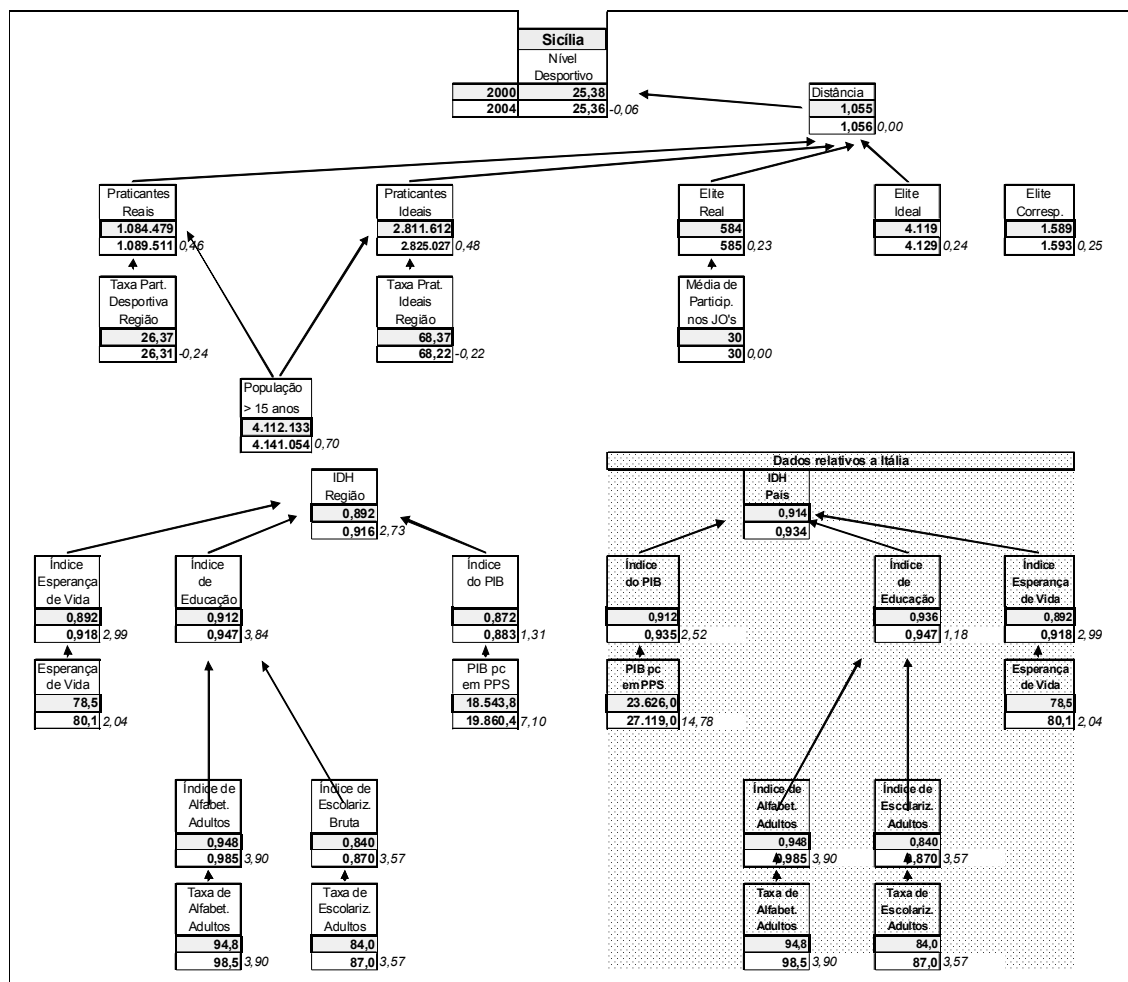 Sicília
Nível
Desportivo
2000 25,38
2004 25,36 -0,06
Distância
1,055
1,056 0,00
Praticantes
Reais
1.084.479
1.089.511 0,46
Praticantes
Ideais
2.811.612
2.825.027 0,48
Elite
Real
584
585 0,23
Elite
Ideal
4.119
4.129 0,24
Elite
Corresp.
1.589
1.593 0,25
Taxa Part.
Desportiva
Região
26,37
26,31 -0,24
Taxa Prat.
Ideais
Região
68,37
68,22 -0,22
Média de
Particip.
nos JO's
30
30 0,00
População
> 15 anos
4.112.133
4.141.054 0,70
IDH
Região
0,892
0,916 2,73
Dados relativos a Itália
IDH
País
0,914
0,934
Índice
Esperança
de Vida
0,892
0,918 2,99
Índice
de
Educação
0,912
0,947 3,84
Índice
do PIB
0,872
0,883 1,31
Índice
do PIB
0,912
0,935 2,52
Índice
de
Educação
0,936
0,947 1,18
Índice
Esperança
de Vida
0,892
0,918 2,99
Esperança
de Vida
78,5
80,1 2,04
PIB pc
em PPS
18.543,8
19.860,4 7,10
PIB pc
em PPS
23.626,0
27.119,0 14,78
Esperança
de Vida
78,5
80,1 2,04
Índice de
Alfabet.
Adultos
0,948
0,985 3,90
Índice de
Escolariz.
Bruta
0,840
0,870 3,57
Índice de
Alfabet.
Adultos
0,948
0,985 3,90
Índice de
Escolariz.
Adultos
0,840
0,870 3,57
Taxa de
Alfabet.
Adultos
94,8
98,5 3,90
Taxa de
Escolariz.
Adultos
84,0
87,0 3,57
Taxa de
Alfabet.
Adultos
94,8
98,5 3,90
Taxa de
Escolariz.
Adultos
84,0
87,0 3,57